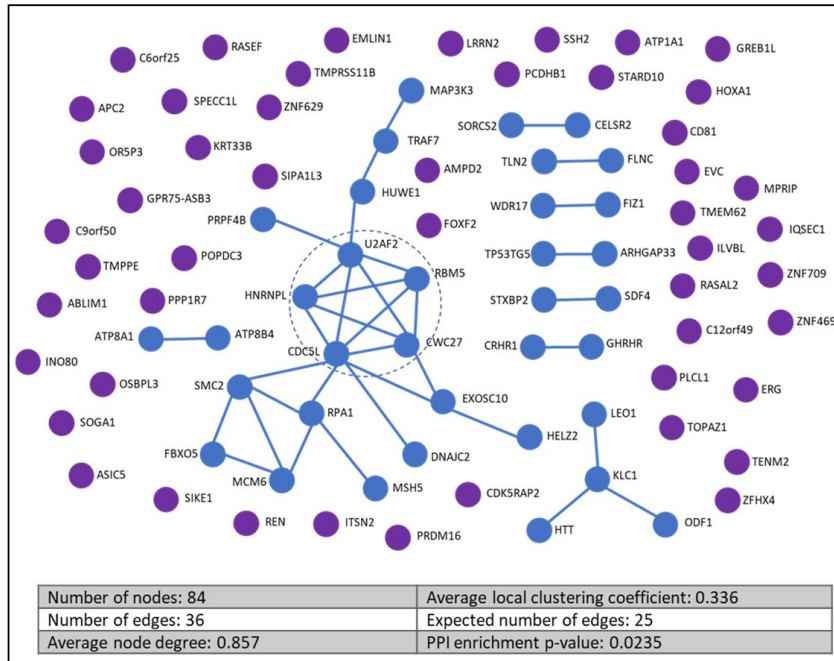 EMLIN1
SSH2
LRRN2
ATP1A1
RASEF
GREB1L
C6orf25
TMPRSS11B
PCDHB1
STARD10
MAP3K3
HOXA1
SPECC1L
ZNF629
APC2
SORCS2
CELSR2
CD81
TRAF7
KRT33B
OR5P3
TLN2
FLNC
AMPD2
EVC
SIPA1L3
MPRIP
HUWE1
GPR75-ASB3
WDR17
FIZ1
TMEM62
PRPF4B
FOXF2
IQSEC1
C9orf50
U2AF2
ILVBL
TP53TG5
ARHGAP33
POPDC3
TMPPE
RBM5
ZNF709
RASAL2
HNRNPL
STXBP2
SDF4
PPP1R7
ABLIM1
ZNF469
C12orf49
ATP8A1
ATP8B4
CWC27
CRHR1
GHRHR
CDC5L
INO80
PLCL1
OSBPL3
SMC2
ERG
EXOSC10
RPA1
LEO1
SOGA1
TOPAZ1
HELZ2
FBXO5
DNAJC2
TENM2
ASIC5
KLC1
MCM6
MSH5
CDK5RAP2
SIKE1
ZFHX4
REN
ITSN2
PRDM16
HTT
ODF1
Number of nodes: 84
Average local clustering coefficient: 0.336
Number of edges: 36
Expected number of edges: 25
Average node degree: 0.857
PPI enrichment p-value: 0.0235